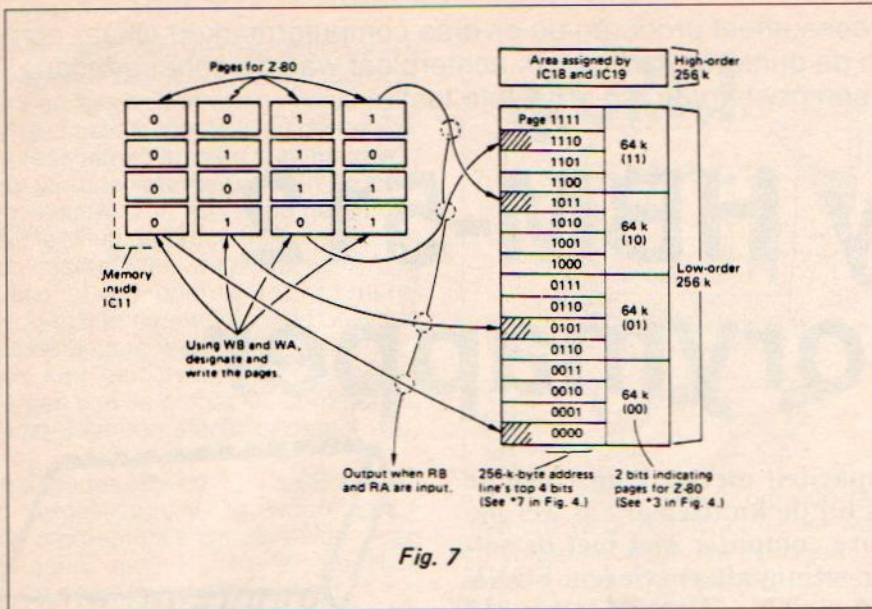 Pages for Z-80
0 0 1 1
0 1 1 0
0 0 1 1
0 1 0 1
Memory
inside
IC11
Using WB and WA,
designate and
write the pages.
Output when RB
and RA are input.
Area assigned by
IC18 and IC19
High-order
256 k
Page 1111
1110
1101
1100
1011
1010
1001
1000
0111
0110
0101
0110
0011
0010
0001
0000
64 k
(11)
64 k
(10)
64 k
(01)
64 k
(00)
Low-order
256 k
256-k-byte address
line's top 4 bits
(See *7 in Fig. 4.)
2 bits indicating
pages for Z-80
(See *3 in Fig. 4.)
Fig. 7